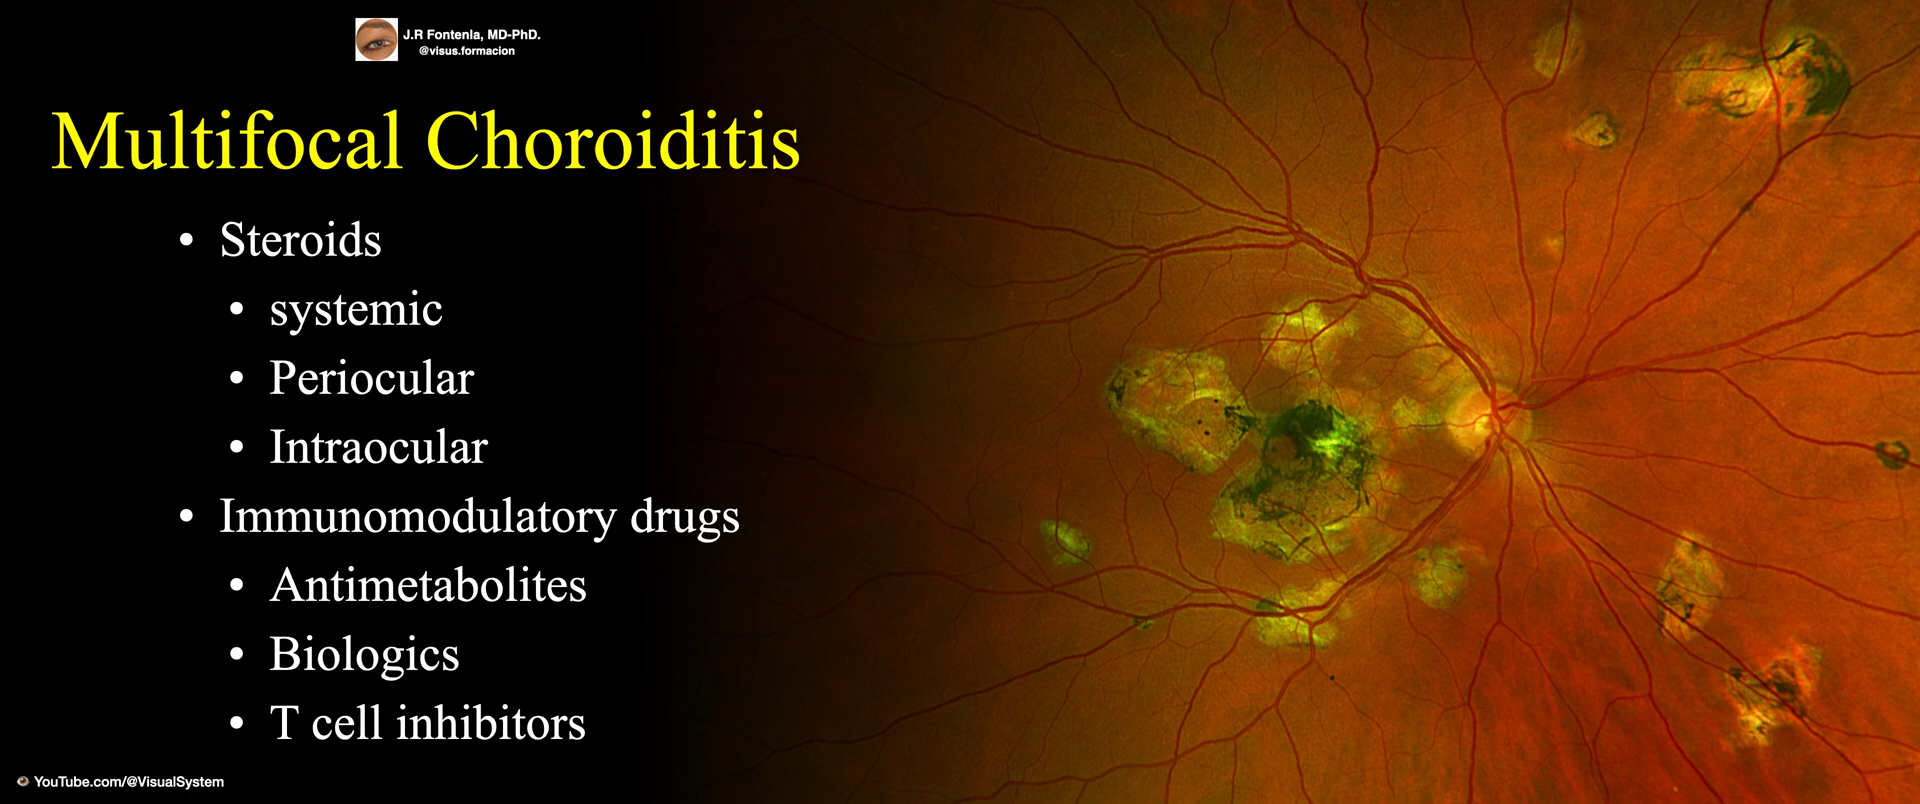 J.R Fontenla, MD-PhD.
@visus.formacion
Multifocal Choroiditis
• Steroids
• systemic
• Periocular
• Intraocular
• Immunomodulatory drugs
• Antimetabolites
• Biologics
• T cell inhibitors
YouTube.com/@VisualSystem